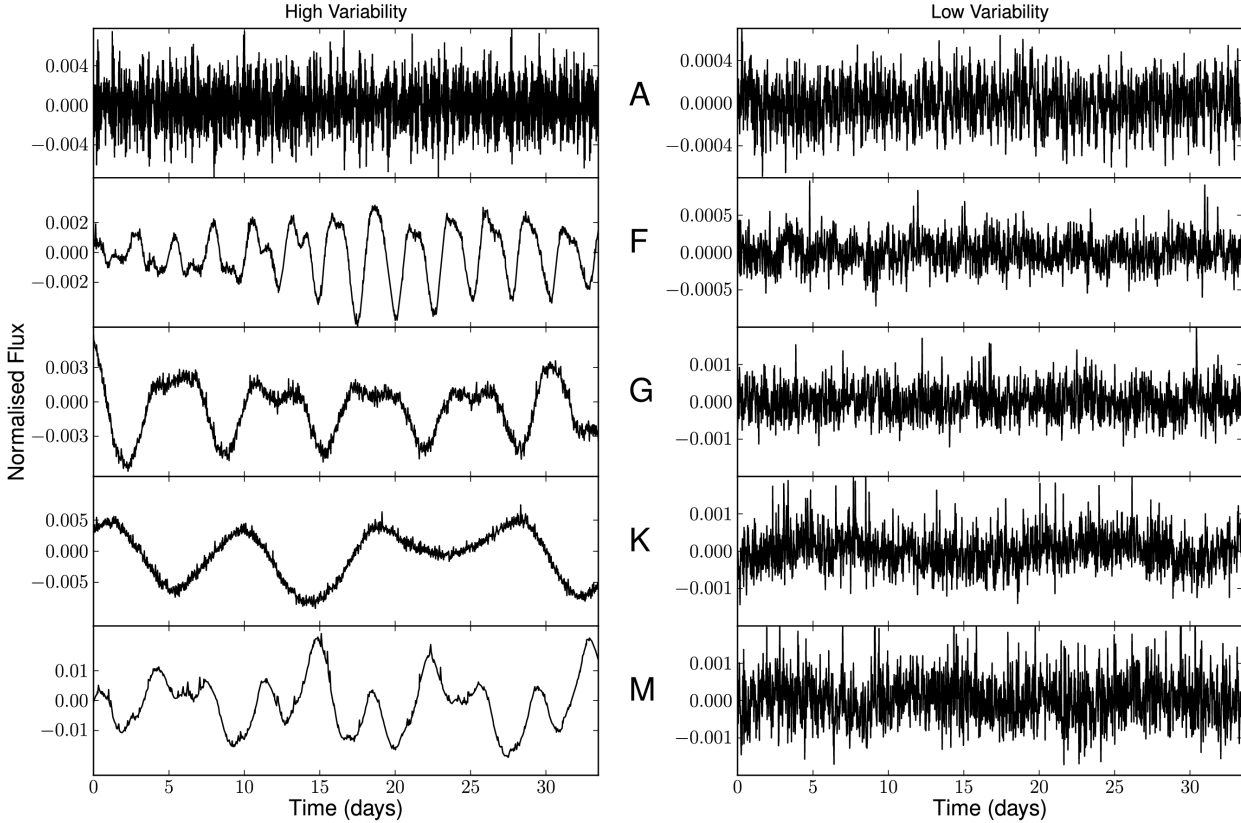 High Variability
Low Variability
0.004
0.000
−0.004
A
0.0004
0.0000
−0.0004
0.002
0.000
−0.002
F
0.0005
0.0000
−0.0005
Normalised Flux
0.003
0.000
−0.003
G
0.001
0.000
−0.001
0.005
0.000
−0.005
K
0.001
0.000
−0.001
0.01
0.00
−0.01
M
0.001
0.000
−0.001
0 5 10 15 20 25 30
0 5 10 15 20 25 30
Time (days)
Time (days)